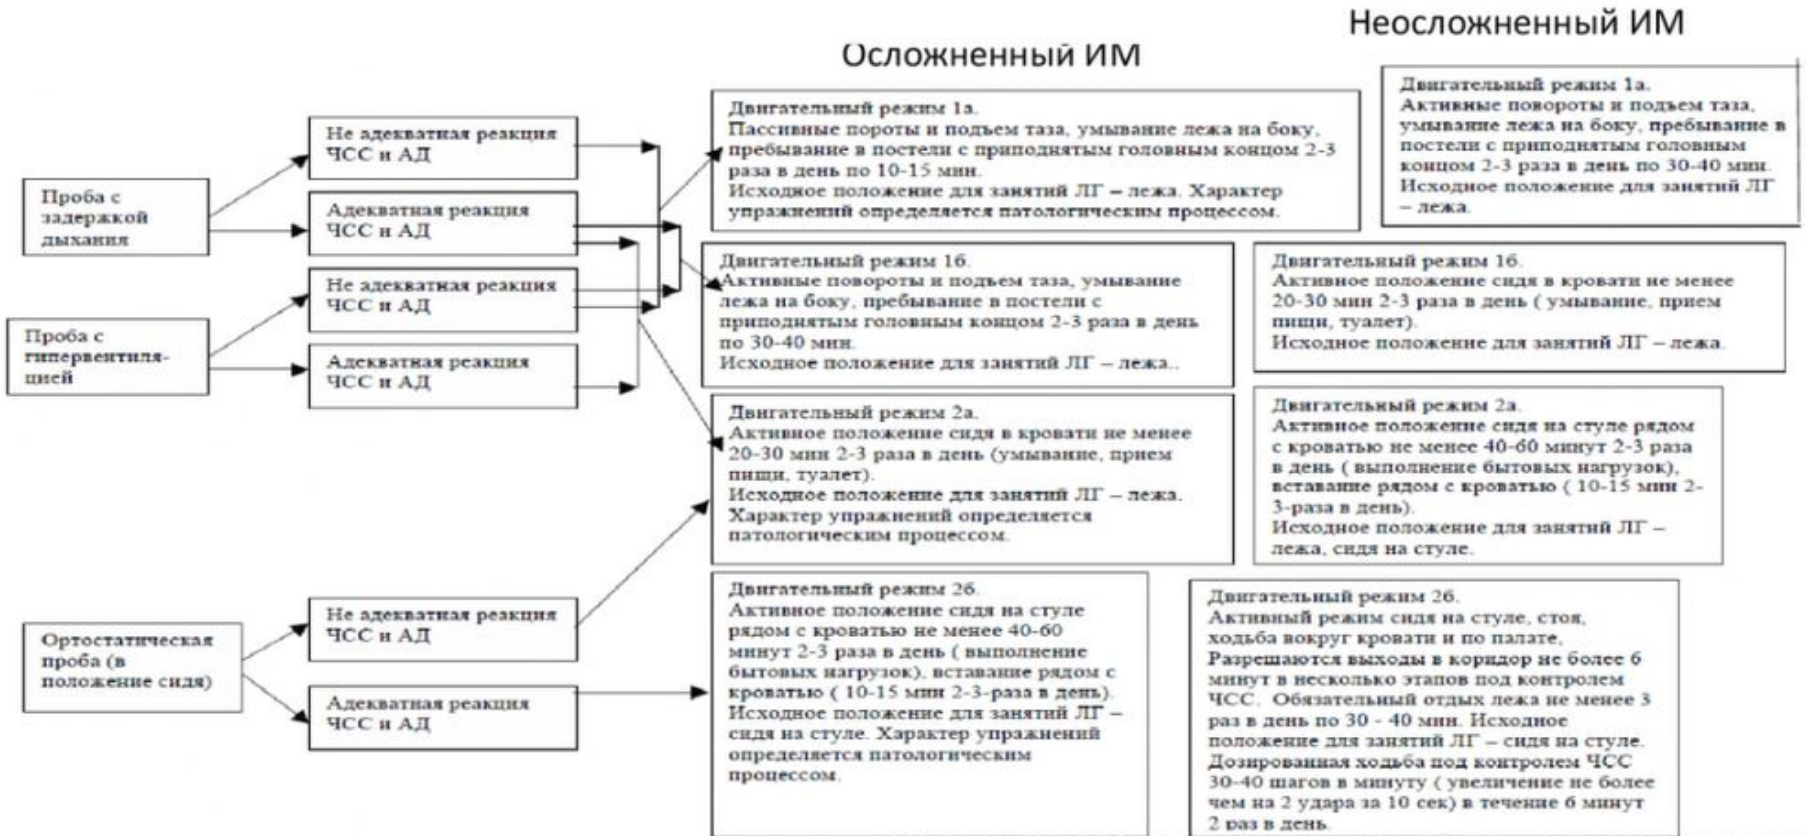 Неосложненный ИМ
Осложненный ИМ
Проба с
задержкой
дыхания
Проба с
гипервентиля-
цией
Ортостатическая
проба (в
положение сидя)
Не адекватная реакция
ЧСС и АД
Адекватная реакция
ЧСС и АД
Не адекватная реакция
ЧСС и АД
Адекватная реакция
ЧСС и АД
Не адекватная реакция
ЧСС и АД
Адекватная реакция
ЧСС и АД
Двигательный режим 1а.
Пассивные пороты и подъем таза, умывание лежа на боку,
пребывание в постели с приподнятым головным концом 2-3
раза в день по 10-15 мин.
Исходное положение для занятий ЛГ – лежа. Характер
упражнений определяется патологическим процессом.
Двигательный режим 1б.
Активные повороты и подъем таза, умывание
лежа на боку, пребывание в постели с
приподнятым головным концом 2-3 раза в день
по 30-40 мин.
Исходное положение для занятий ЛГ – лежа..
Двигательный режим 2а.
Активное положение сидя в кровати не менее
20-30 мин 2-3 раза в день (умывание, прием
пищи, туалет).
Исходное положение для занятий ЛГ – лежа.
Характер упражнений определяется
патологическим процессом.
Двигательный режим 2б.
Активное положение сидя на стуле
рядом с кроватью не менее 40-60
минут 2-3 раза в день ( выполнение
бытовых нагрузок), вставание рядом с
кроватью ( 10-15 мин 2-3-раза в день).
Исходное положение для занятий ЛГ –
сидя на стуле. Характер упражнений
определяется патологическим
процессом.
Двигательный режим 1а.
Активные повороты и подъем таза,
умывание лежа на боку, пребывание в
постели с приподнятым головным
концом 2-3 раза в день по 30-40 мин.
Исходное положение для занятий ЛГ
– лежа.
Двигательный режим 1б.
Активное положение сидя в кровати не менее
20-30 мин 2-3 раза в день ( умывание, прием
пищи, туалет).
Исходное положение для занятий ЛГ – лежа.
Двигательный режим 2а.
Активное положение сидя на стуле рядом
с кроватью не менее 40-60 минут 2-3 раза
в день ( выполнение бытовых нагрузок),
вставание рядом с кроватью ( 10-15 мин 2-
3-раза в день).
Исходное положение для занятий ЛГ –
лежа, сидя на стуле.
Двигательный режим 2б.
Активный режим сидя на стуле, стоя,
ходьба вокруг кровати и по палате,
Разрешаются выходы в коридор не более 6
минут в несколько этапов под контролем
ЧСС. Обязательный отдых лежа не менее 3
раз в день по 30 - 40 мин. Исходное
положение для занятий ЛГ – сидя на стуле.
Дозированная ходьба под контролем ЧСС
30-40 шагов в минуту ( увеличение не более
чем на 2 удара за 10 сек) в течение 6 минут
2 раз в день.